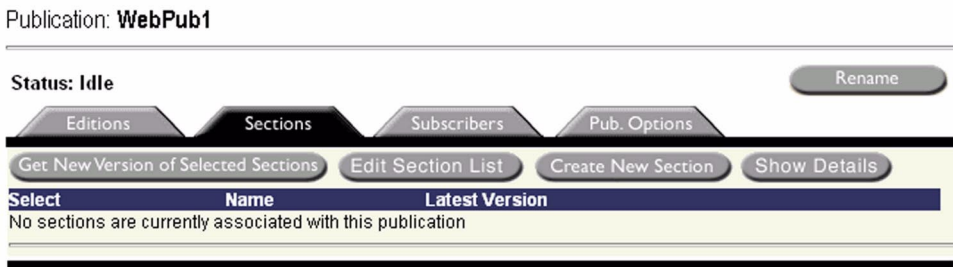 Publication: WebPub1
Status: Idle
Rename
Editions Sections Subscribers Pub. Options
Get New Version of Selected Sections Edit Section List Create New Section Show Details
Select Name Latest Version
No sections are currently associated with this publication